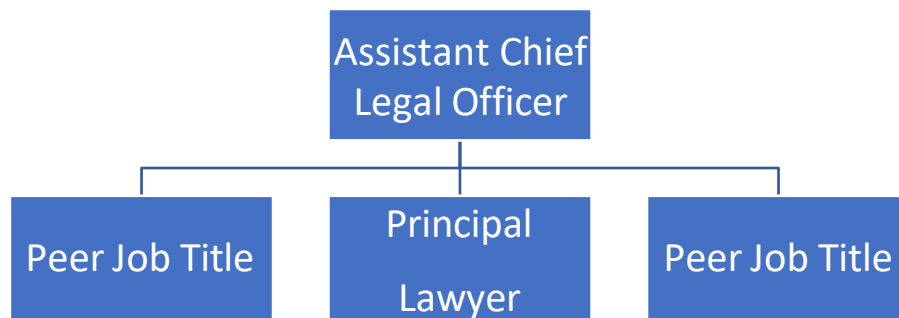 Assistant Chief
Legal Officer
Peer Job Title
Principal
Lawyer
Peer Job Title